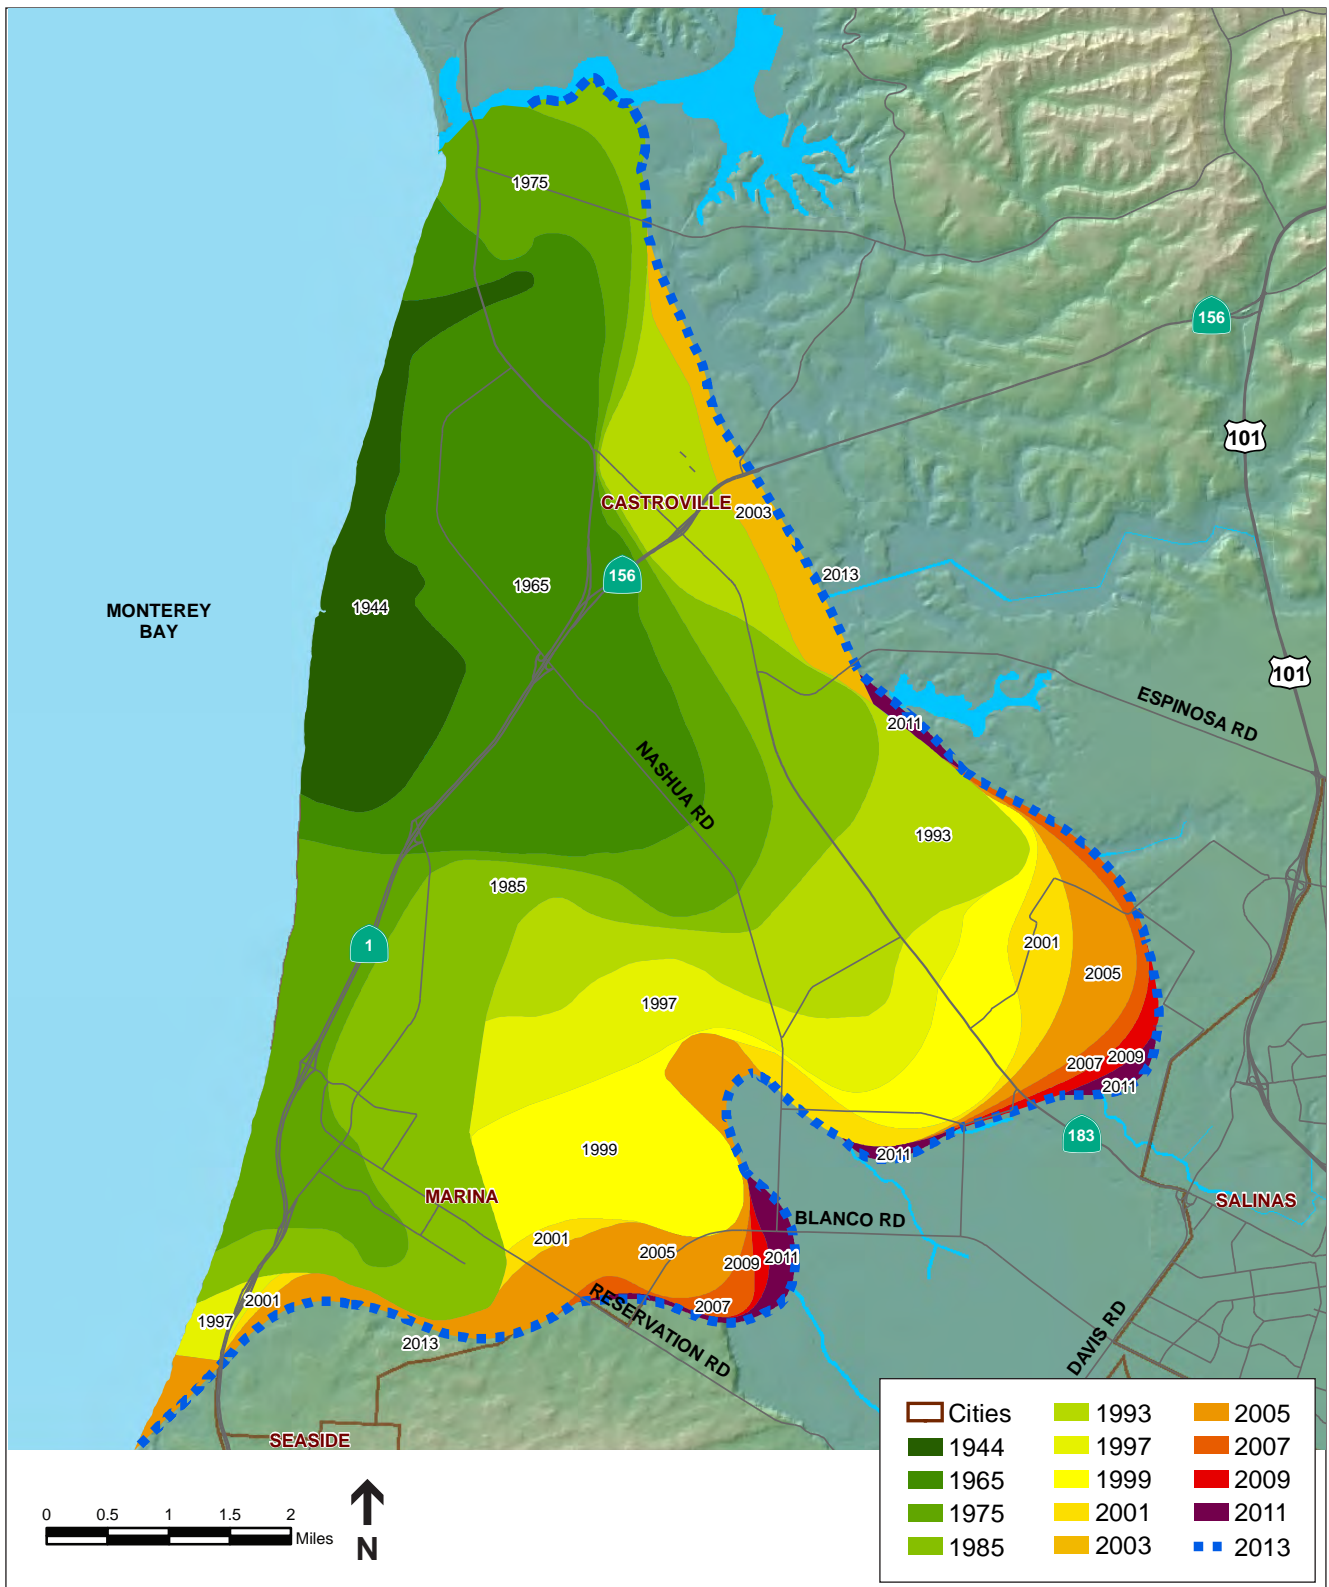 1975
156
101
CASTROVILLE
2003
2013
156
1965
1944
MONTEREY
BAY
101
ESPINOSA RD
2011
NASHUA RD
1993
1985
1
2001
2005
1997
2009
2007
2011
183
1999
2011
MARINA
SALINAS
BLANCO RD
2001
2005
2009
2011
2001
2007
1997
RESERVATION RD
2013
DAVIS RD
SEASIDE
Cities
1944
1965
1975
1985
1993
1997
1999
2001
2003
2005
2007
2009
2011
2013
0 0.5 1 1.5 2
Miles
N